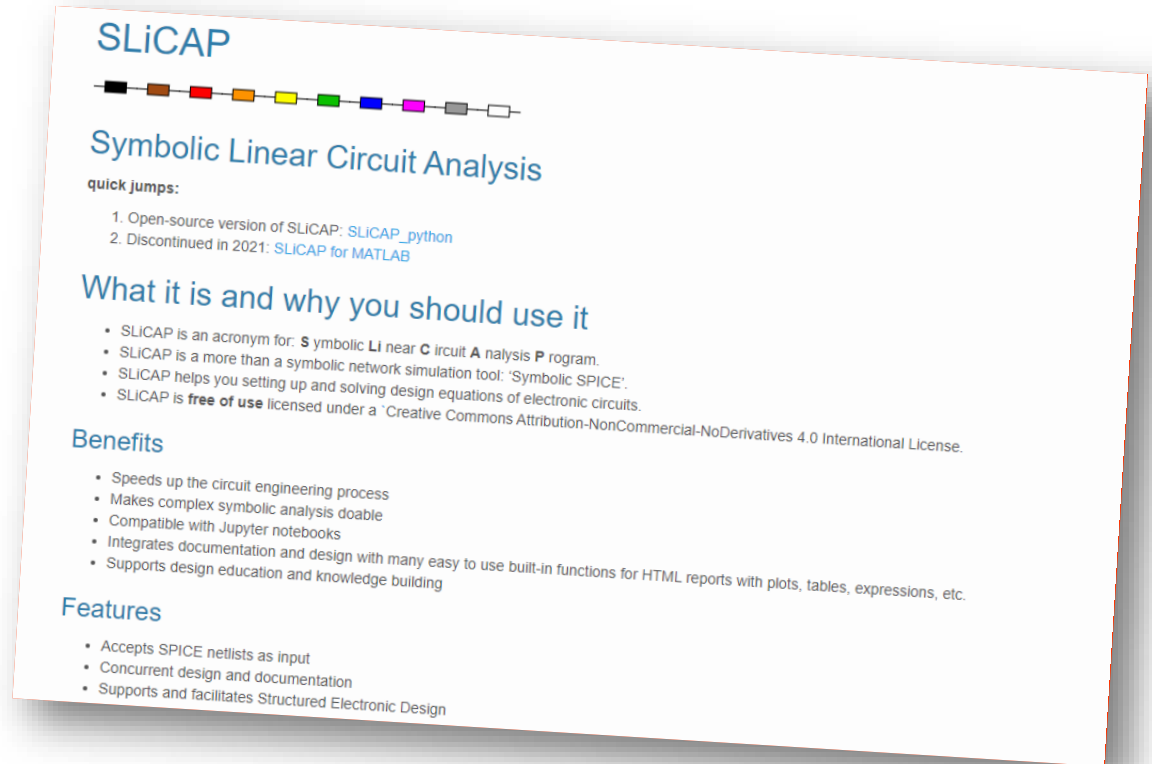 SLiCAP
Symbolic Linear Circuit Analysis
quick jumps:
1. Open-source version of SLiCAP: SLiCAP_python
2. Discontinued in 2021: SLiCAP for MATLAB
What it is and why you should use it
• SLiCAP is an acronym for: S ymbolic Li near C ircuit A nalysis P rogram.
• SLiCAP is a more than a symbolic network simulation tool: ‘Symbolic SPICE’.
• SLiCAP helps you setting up and solving design equations of electronic circuits.
• SLiCAP is free of use licensed under a `Creative Commons Attribution-NonCommercial-NoDerivatives 4.0 International License.
Benefits
• Speeds up the circuit engineering process
• Makes complex symbolic analysis doable
• Compatible with Jupyter notebooks
• Integrates documentation and design with many easy to use built-in functions for HTML reports with plots, tables, expressions, etc.
• Supports design education and knowledge building
Features
• Accepts SPICE netlists as input
• Concurrent design and documentation
• Supports and facilitates Structured Electronic Design